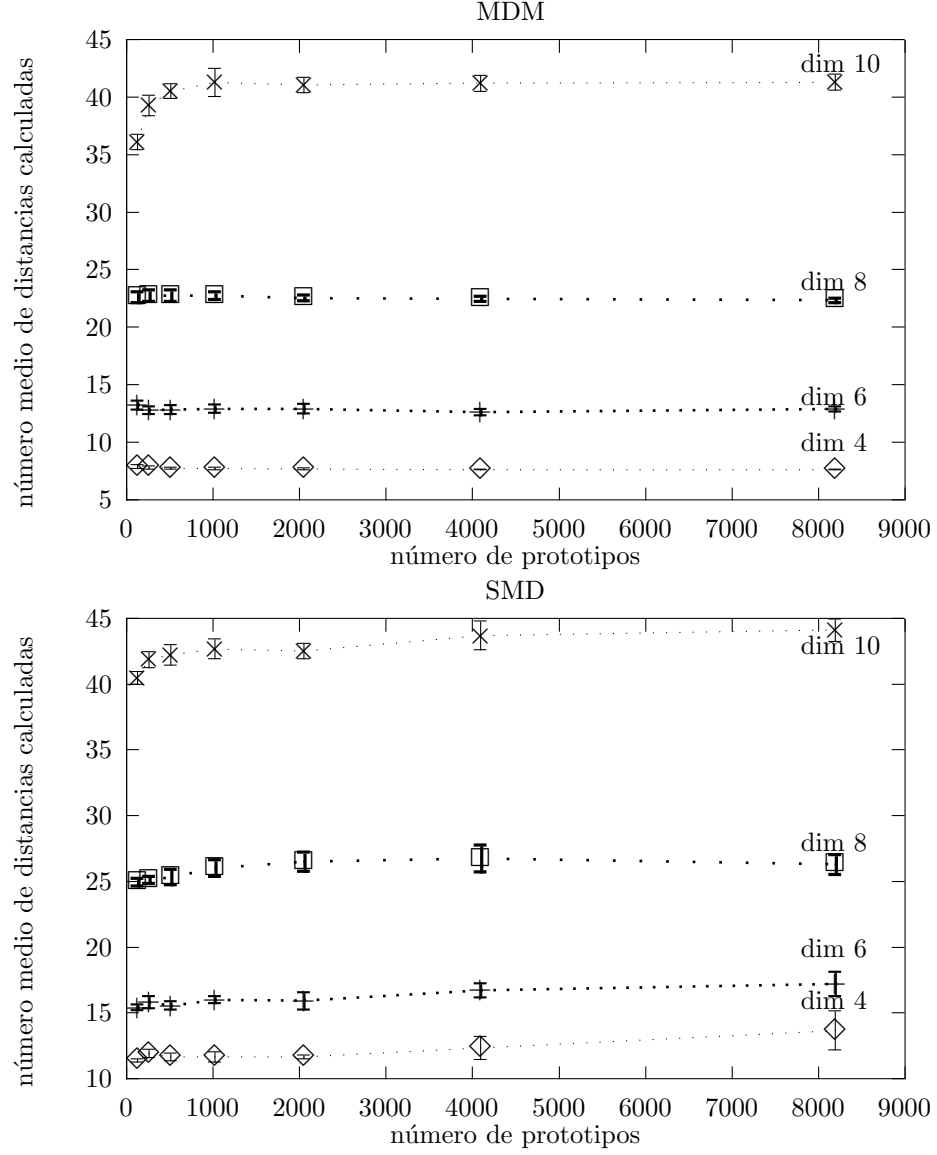 MDM
45
40
35
30
25
20
15
10
5
número medio de distancias calculadas
dim 10
dim 8
dim 6
dim 4
0 1000 2000 3000 4000 5000 6000 7000 8000 9000
número de prototipos
SMD
45
40
35
30
25
20
15
10
número medio de distancias calculadas
dim 10
dim 8
dim 6
dim 4
0 1000 2000 3000 4000 5000 6000 7000 8000 9000
número de prototipos